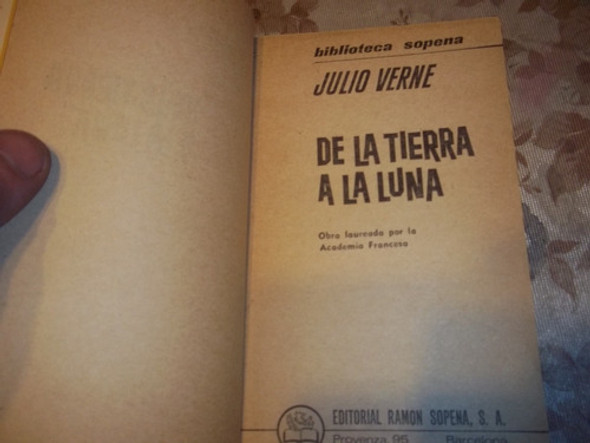 biblioteca sopena
JULIO VERNE
DE LA TIERRA
A LA LUNA
Obra laureada por la
Academia Francesa
EDITORIAL RAMON SOPENA, S. A.
Provenza 95 Barcelona